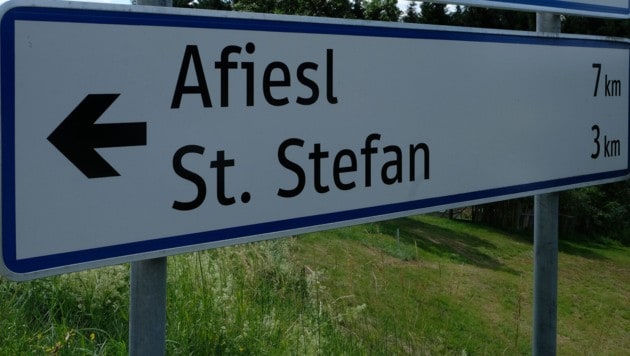 Afiesl 7 km
St. Stefan 3 km